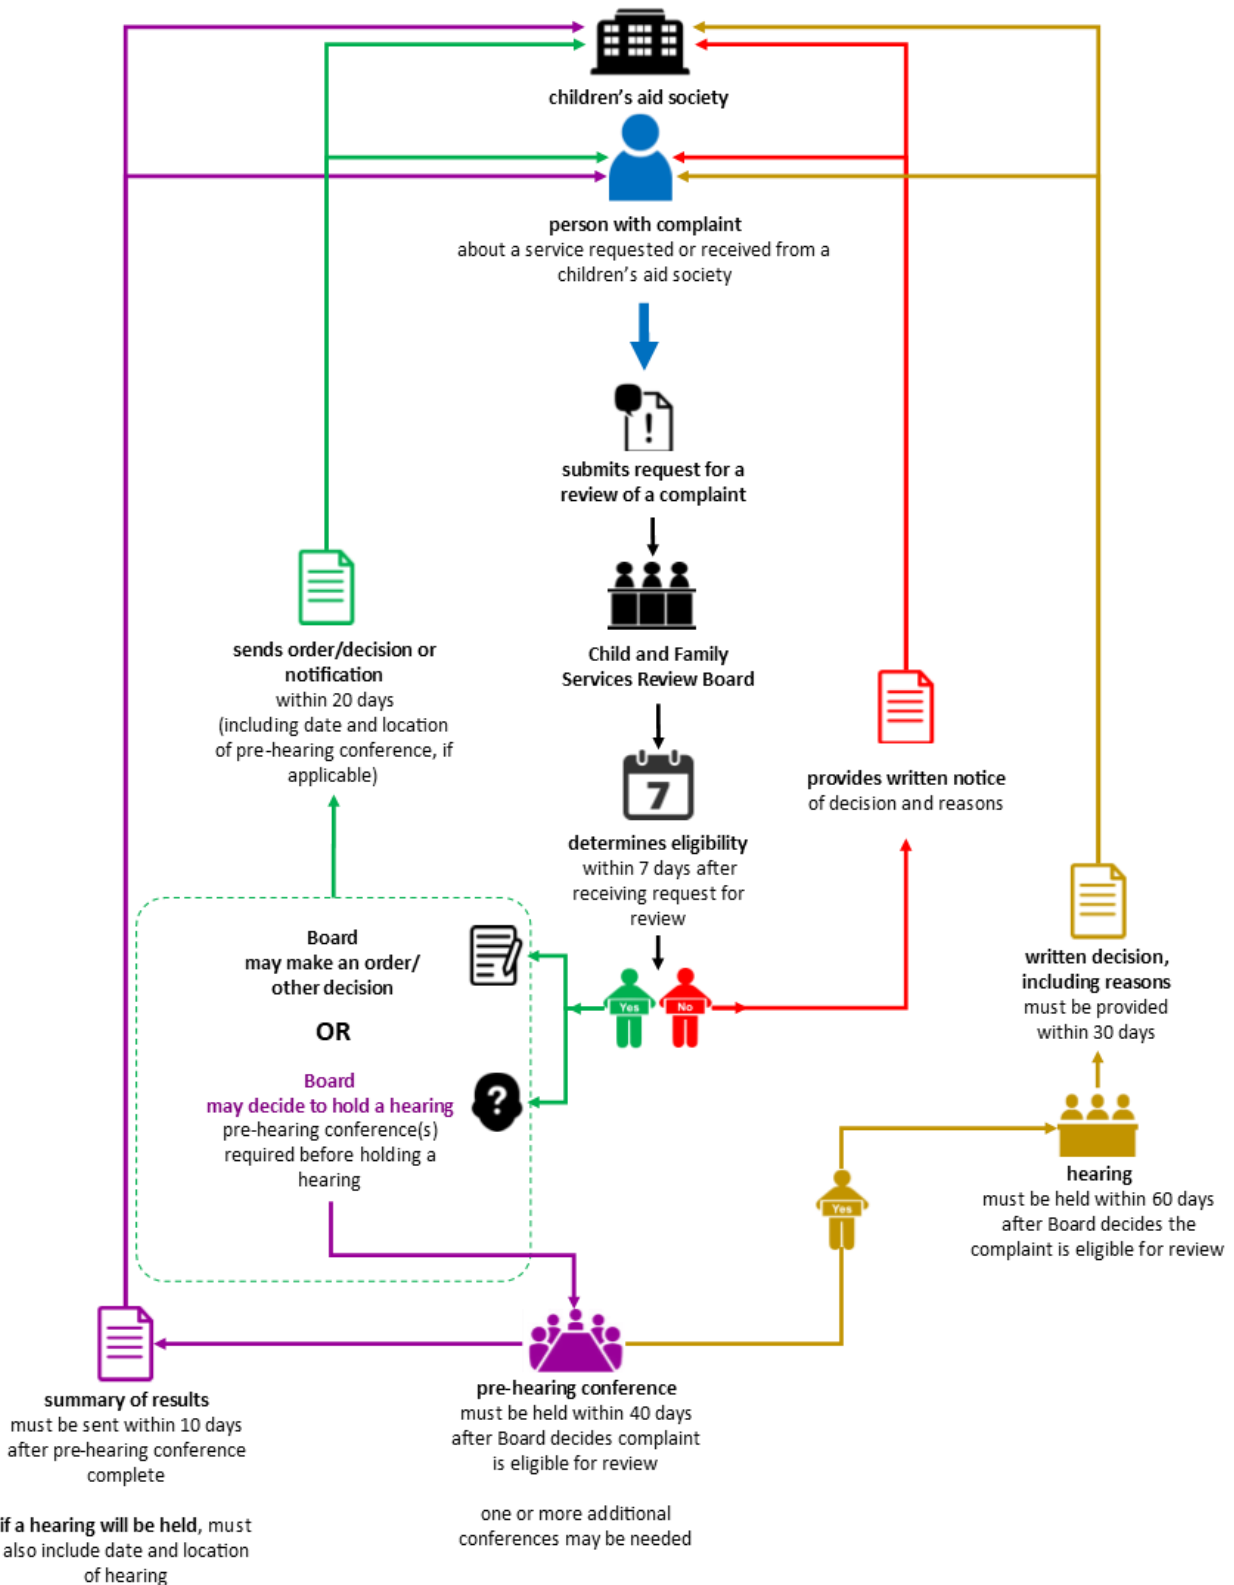 children's aid society
person with complaint
about a service requested or received from a
children's aid society
submits request for a
review of a complaint
Child and Family
Services Review Board
7
determines eligibility
within 7 days after
receiving request for
review
Yes
No
provides written notice
of decision and reasons
sends order/decision or
notification
within 20 days
(including date and location
of pre-hearing conference, if
applicable)
Board
may make an order/
other decision
OR
Board
may decide to hold a hearing
pre-hearing conference(s)
required before holding a
hearing
?
pre-hearing conference
must be held within 40 days
after Board decides complaint
is eligible for review
one or more additional
conferences may be needed
summary of results
must be sent within 10 days
after pre-hearing conference
complete
if a hearing will be held, must
also include date and location
of hearing
Yes
hearing
must be held within 60 days
after Board decides the
complaint is eligible for review
written decision,
including reasons
must be provided
within 30 days